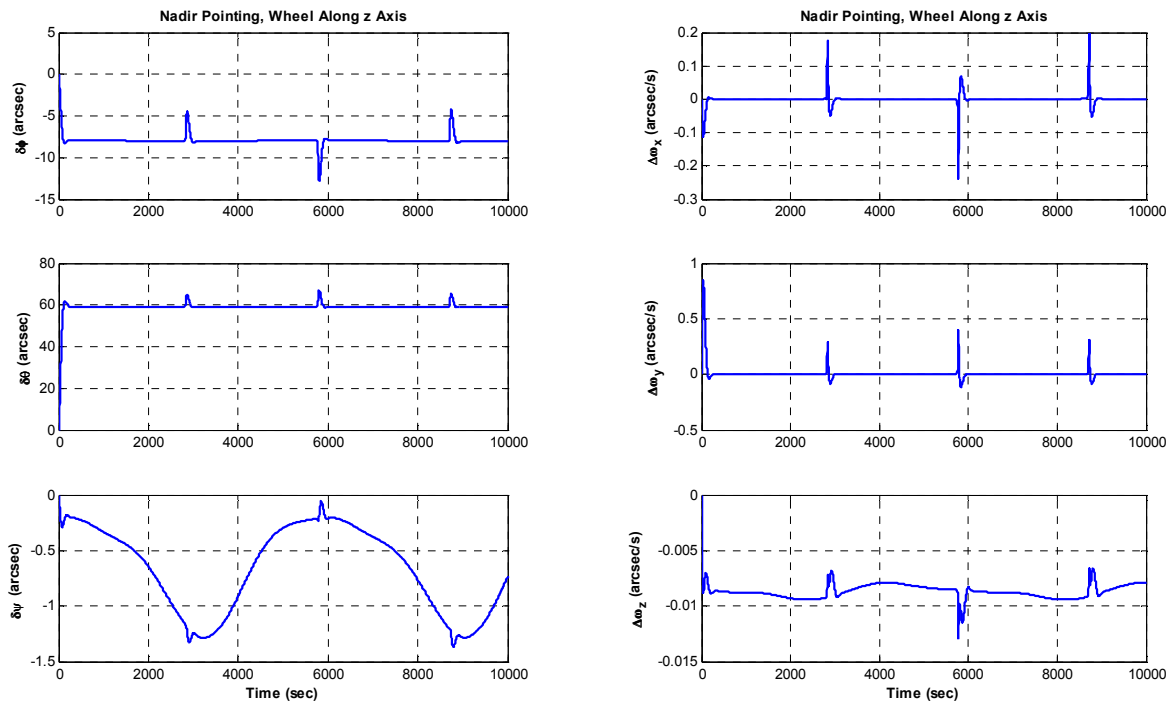 Nadir Pointing, Wheel Along z Axis
5
0
-5
-10
-15
δϕ (arcsec)
0 2000 4000 6000 8000 10000
80
60
40
20
0
δθ (arcsec)
0 2000 4000 6000 8000 10000
0
-0.5
-1
-1.5
δψ (arcsec)
0 2000 4000 6000 8000 10000
Time (sec)
Nadir Pointing, Wheel Along z Axis
0.2
0.1
0
-0.1
-0.2
-0.3
Δω_x (arcsec/s)
0 2000 4000 6000 8000 10000
1
0.5
0
-0.5
Δω_y (arcsec/s)
0 2000 4000 6000 8000 10000
0
-0.005
-0.01
-0.015
Δω_z (arcsec/s)
0 2000 4000 6000 8000 10000
Time (sec)